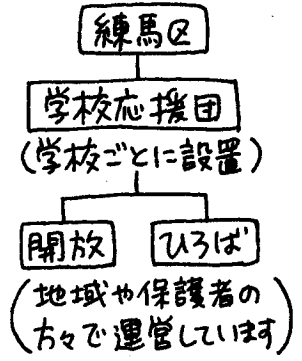 練馬区
学校応援団
(学校ごとに設置)
開放 ひろば
(地域や保護者の
方々で運営しています)